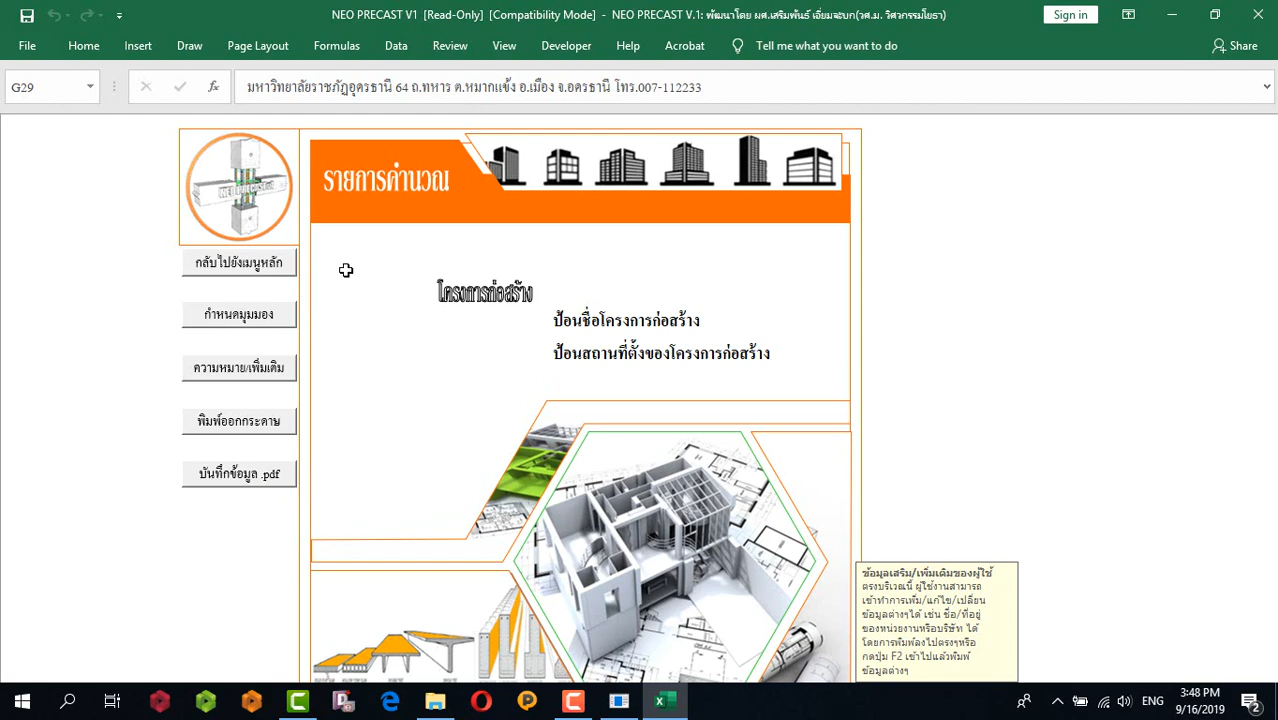 NEO PRECAST V1 [Read-Only] [Compatibility Mode] - NEO PRECAST V.1: พัฒนาโดย ผศ.เสริมพันธ์ เอี่ยมจะบก(วศ.ม. วิศวกรรมโยธา)
Sign in
File Home Insert Draw Page Layout Formulas Data Review View Developer Help Acrobat Tell me what you want to do Share
G29
fx
มหาวิทยาลัยราชภัฏอุดรธานี 64 ถ.ทหาร ต.หมากแข้ง อ.เมือง จ.อดรธานี โทร.007-112233
รายการคำนวณ
กลับไปยังเมนูหลัก
โครงการก่อสร้าง
กำหนดมุมมอง
ป้อนชื่อโครงการก่อสร้าง
ป้อนสถานที่ตั้งของโครงการก่อสร้าง
ความหมาย/เพิ่มเติม
พิมพ์ออกกระดาษ
บันทึกข้อมูล .pdf
ข้อมูลเสริม/เพิ่มเติมของผู้ใช้
ตรงบริเวณนี้ ผู้ใช้งานสามารถ
เข้าทำการเพิ่ม/แก้ไข/เปลี่ยน
ข้อมูลต่างๆได้ เช่น ชื่อ/ที่อยู่
ของหน่วยงานหรือบริษัท ได้
โดยการพิมพ์ลงไปตรงๆหรือ
กดปุ่ม F2 เข้าไปแล้วพิมพ์
ข้อมูลต่างๆ
ENG
3:48 PM
9/16/2019
2